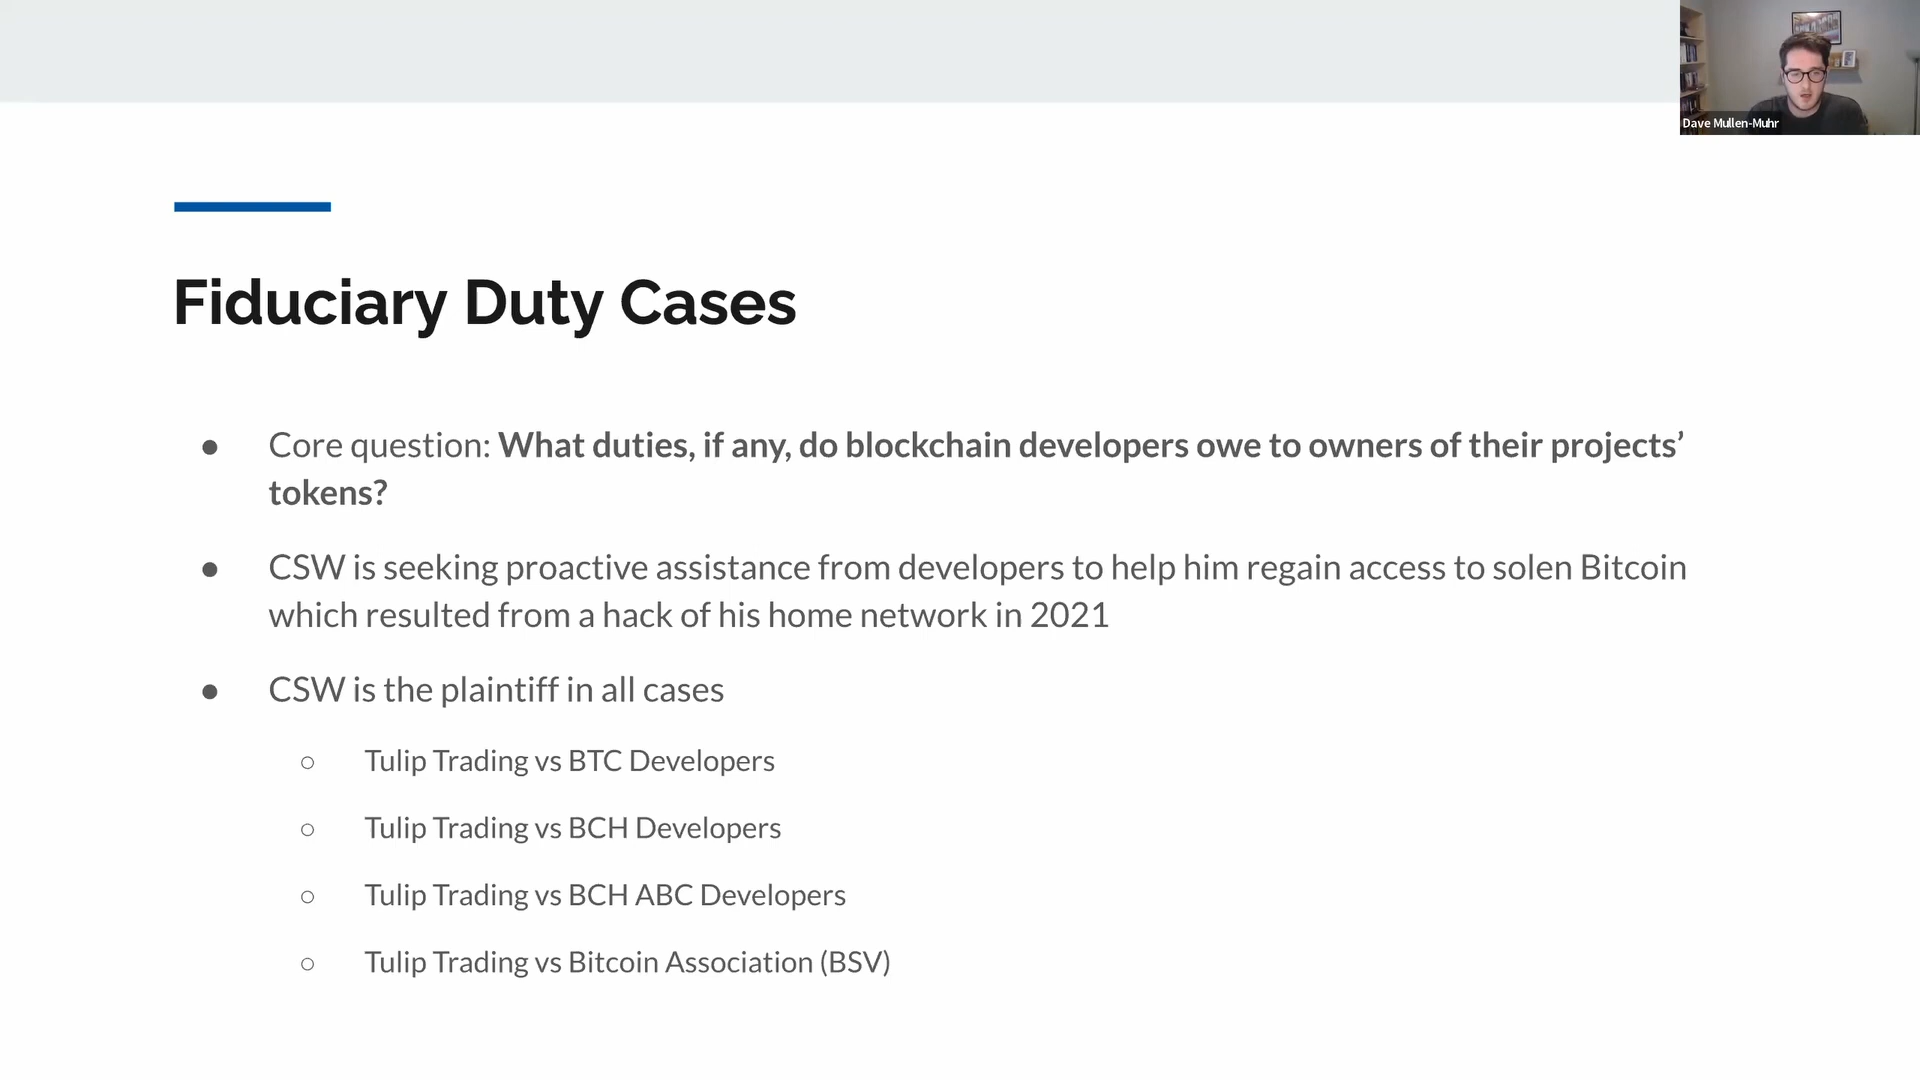 Dave Mullen-Muhr
Fiduciary Duty Cases
● Core question: What duties, if any, do blockchain developers owe to owners of their projects’
tokens?
● CSW is seeking proactive assistance from developers to help him regain access to solen Bitcoin
which resulted from a hack of his home network in 2021
● CSW is the plaintiff in all cases
○ Tulip Trading vs BTC Developers
○ Tulip Trading vs BCH Developers
○ Tulip Trading vs BCH ABC Developers
○ Tulip Trading vs Bitcoin Association (BSV)